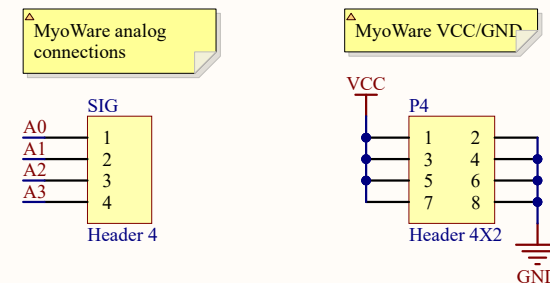 MyoWare analog
connections
MyoWare VCC/GND
SIG
A0 1
A1 2
A2 3
A3 4
Header 4
VCC
P4
1 2
3 4
5 6
7 8
Header 4X2
GND